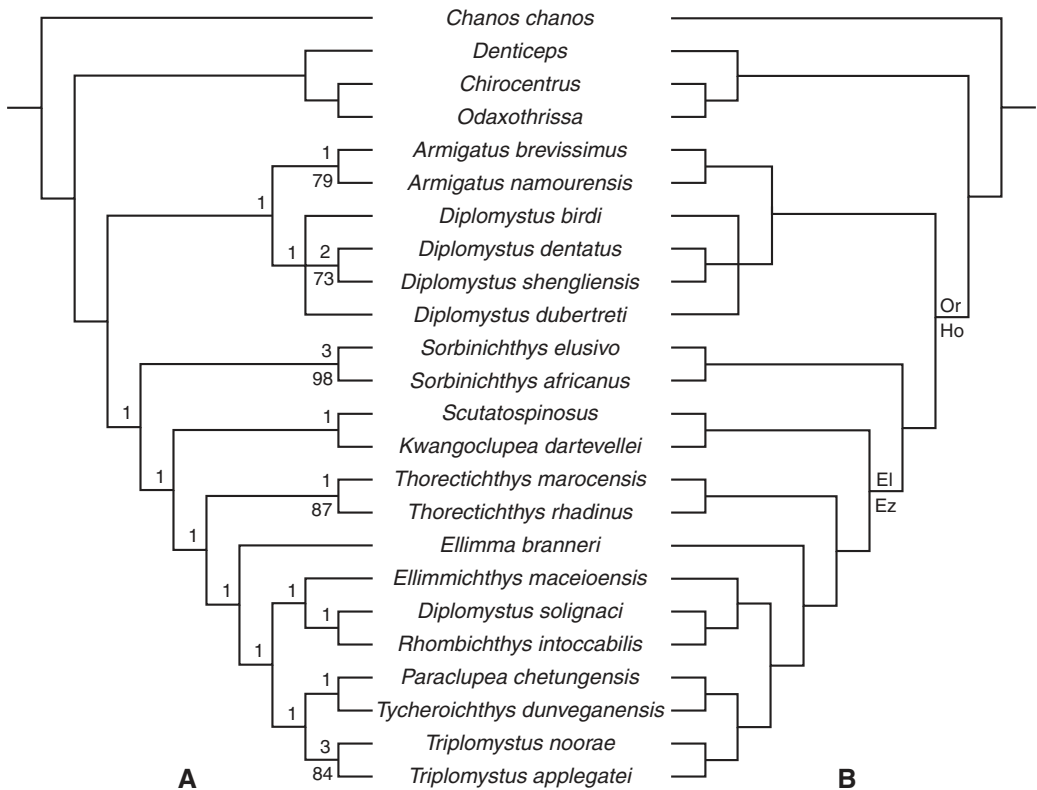 Chanos chanos
Denticeps
Chirocentrus
Odaxothrissa
1 Armigatus brevissimus
79 Armigatus namourensis
1 Diplomystus birdi
1 2 Diplomystus dentatus
73 Diplomystus shengliensis
Diplomystus dubertreti
Or
Ho
3 Sorbinichthys elusivo
98 Sorbinichthys africanus
1 1 Scutatospinosus
Kwangoclupea dartevellei
1 1 Thorectichthys marocensis El
87 Thorectichthys rhadinus Ez
1 Ellimma branneri
1 1 Ellimmichthys maceioensis
1 Diplomystus solignaci
1 Rhombichthys intoccabilis
1 Paraclupea chetungensis
1 Tycheroichthys dunveganensis
3 Triplomystus noorae
84 Triplomystus applegatei
A B